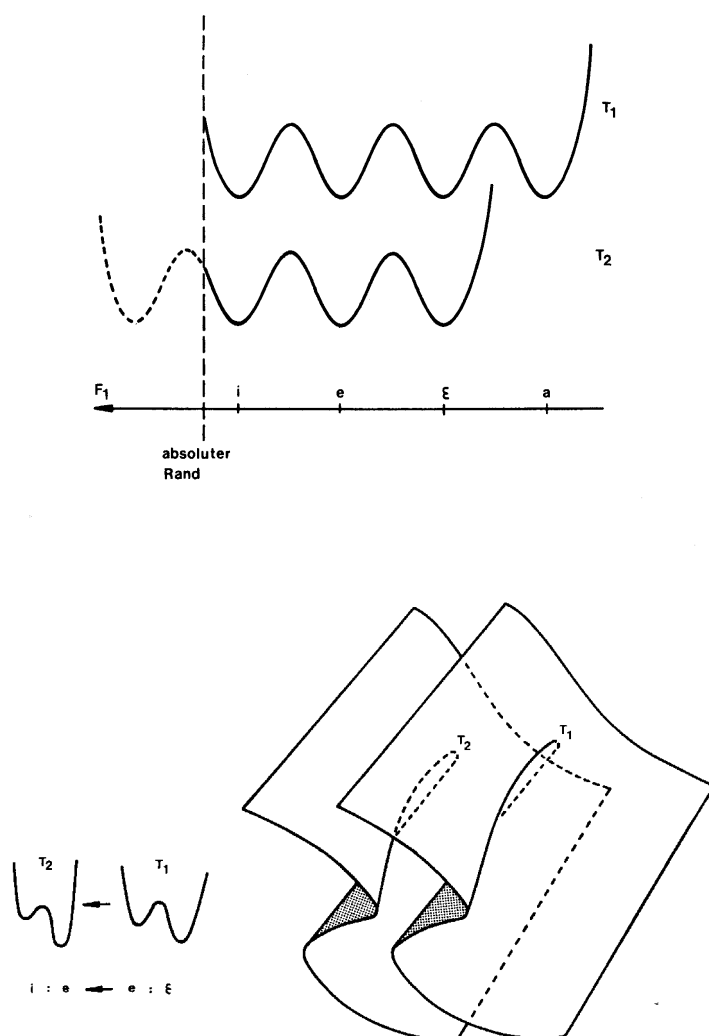 T1
T2
F1 i e ε a
absoluter
Rand
T1
T2
T2 T1
i : e ← e : ε